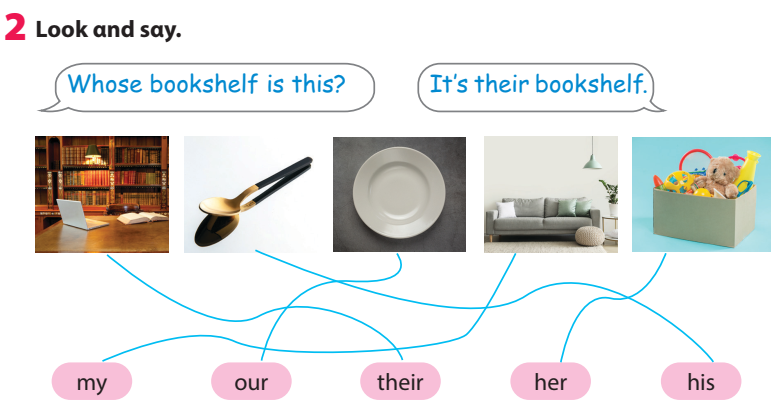 2 Look and say.
Whose bookshelf is this? It's their bookshelf.
my our their her his